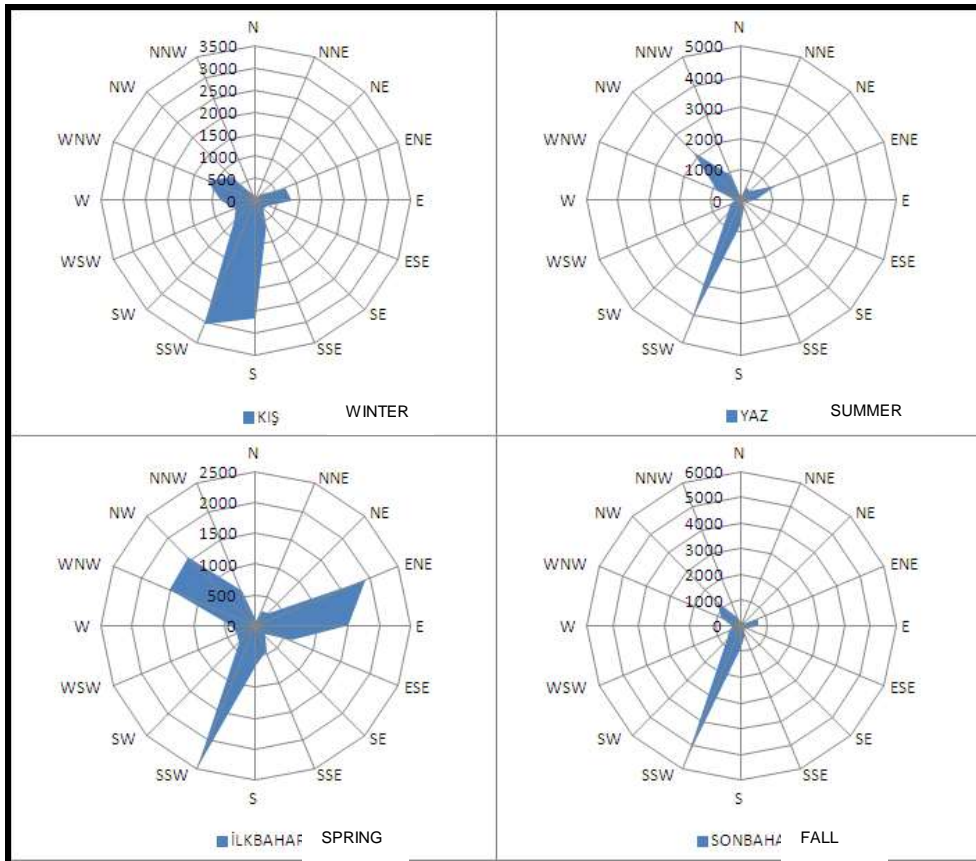 N
NNW 3500 NNE
3000
NW 2500 NE
2000
WNW 1500 ENE
1000
500
W 0 E
WSW ESE
SW SE
SSW SSE
S
KIŞ WINTER
N
NNW 5000 NNE
NW 4000 NE
3000
WNW 2000 ENE
1000
W 0 E
WSW ESE
SW SE
SSW SSE
S
YAZ SUMMER
N
NNW 2500 NNE
NW 2000 NE
1500
WNW 1000 ENE
500
W 0 E
WSW ESE
SW SE
SSW SSE
S
İLKBAHAR SPRING
N
NNW 6000 NNE
5000
NW 4000 NE
3000
WNW 2000 ENE
1000
W 0 E
WSW ESE
SW SE
SSW SSE
S
SONBAHA FALL